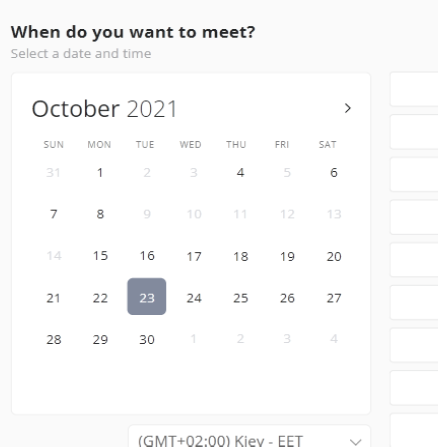 When do you want to meet?
Select a date and time
October 2021
SUN MON TUE WED THU FRI SAT
31 1 2 3 4 5 6
7 8 9 10 11 12 13
14 15 16 17 18 19 20
21 22 23 24 25 26 27
28 29 30 1 2 3 4
(GMT+02:00) Kiev - EET